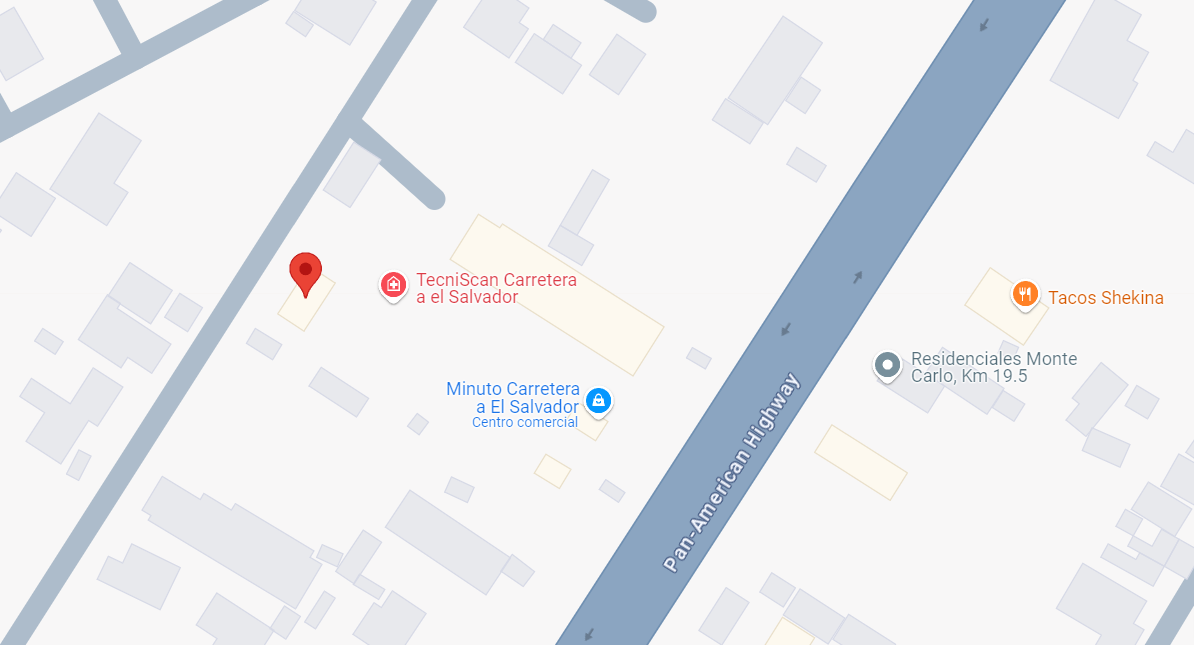 TecniScan Carretera
a el Salvador
Tacos Shekina
Residenciales Monte
Carlo, Km 19.5
Minuto Carretera
a El Salvador
Centro comercial
Pan-American Highway